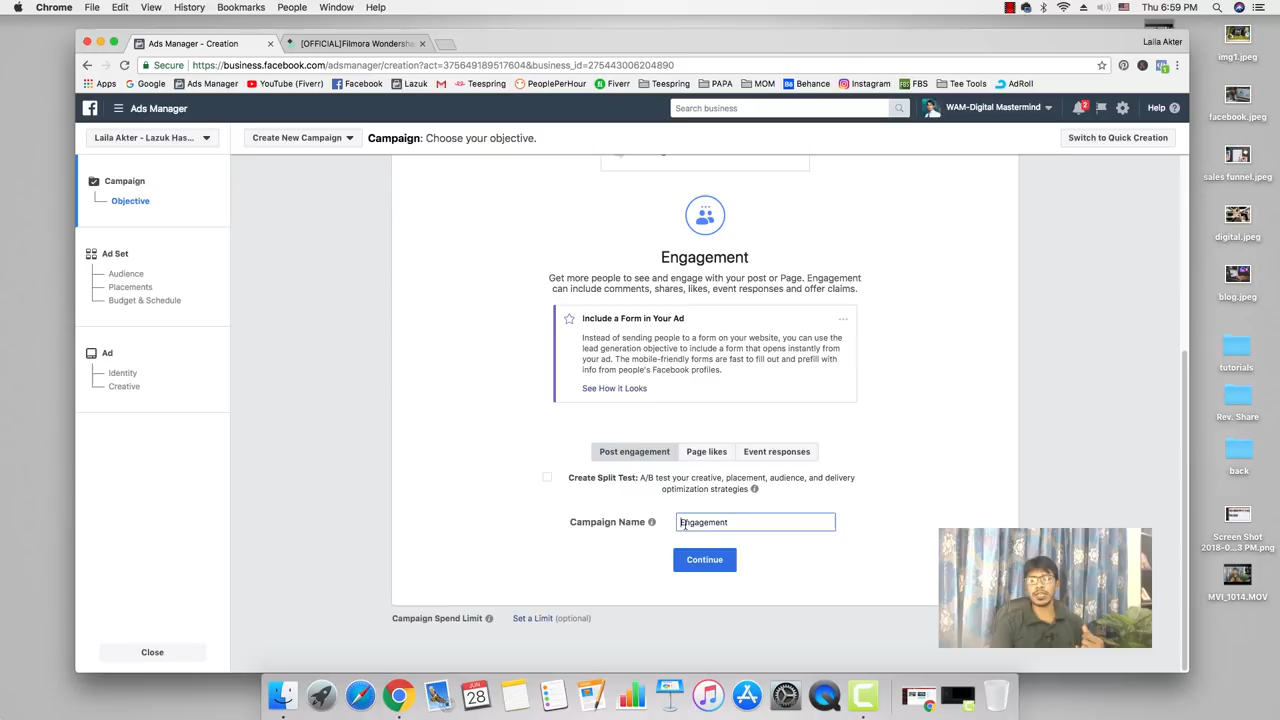 Chrome File Edit View History Bookmarks People Window Help
Thu 6:59 PM
Ads Manager - Creation
[OFFICIAL]Filmora Wondersha
Laila Akter
Secure https://business.facebook.com/adsmanager/creation?act=375649189517604&business_id=275443006204890
Apps Google Ads Manager YouTube (Fiverr) Facebook Lazuk Teespring PeoplePerHour Fiverr Teespring PAPA MOM Behance Instagram FBS Tee Tools AdRoll
Ads Manager
Search business
WAM-Digital Mastermind
2
Help
Laila Akter - Lazuk Has...
Create New Campaign
Campaign: Choose your objective.
Switch to Quick Creation
Campaign
Objective
Ad Set
Audience
Placements
Budget & Schedule
Ad
Identity
Creative
Close
Engagement
Get more people to see and engage with your post or Page. Engagement
can include comments, shares, likes, event responses and offer claims.
Include a Form in Your Ad
Instead of sending people to a form on your website, you can use the
lead generation objective to include a form that opens instantly from
your ad. The mobile-friendly forms are fast to fill out and prefill with
info from people's Facebook profiles.
See How it Looks
Post engagement Page likes Event responses
Create Split Test: A/B test your creative, placement, audience, and delivery
optimization strategies
Campaign Name
Engagement
Continue
Campaign Spend Limit
Set a Limit (optional)
img1.jpeg
facebook.jpeg
sales funnel.jpeg
digital.jpeg
blog.jpeg
tutorials
Rev. Share
back
Screen Shot
2018-0...3 PM.png
MVI_1014.MOV
JUN
28